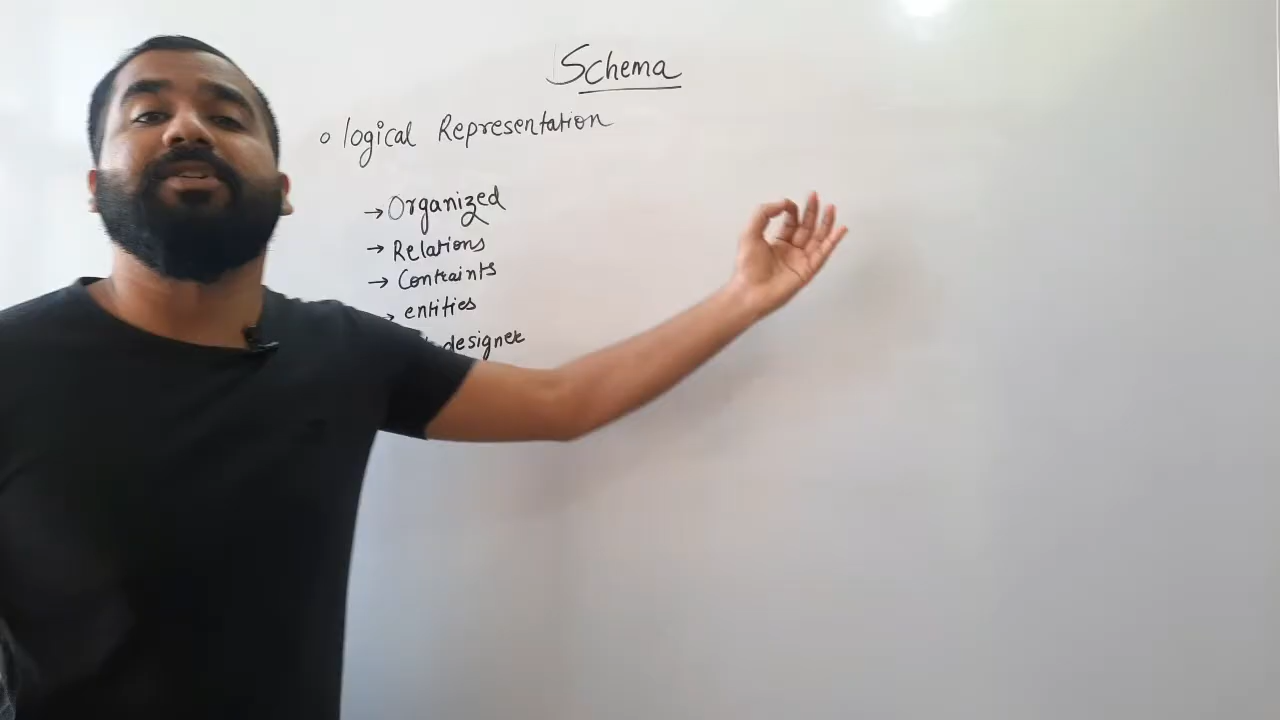 Schema
o logical Representation
→ Organized
→ Relations
→ Contraints
→ entities
designer